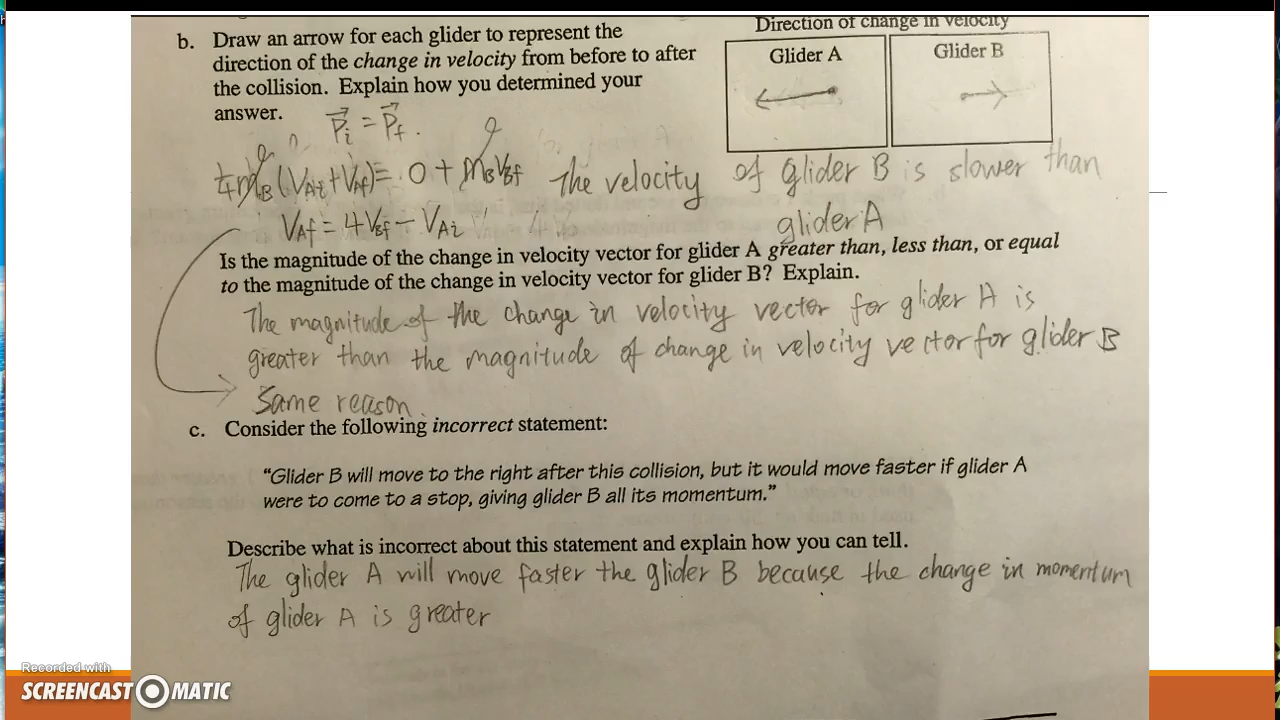 Direction of change in velocity
b. Draw an arrow for each glider to represent the
direction of the change in velocity from before to after
the collision. Explain how you determined your
answer.
Glider A
Glider B
P⃗i = P⃗f.
¼ mB (VAi + VAf) = 0 + mB VBf
The velocity of glider B is slower than
glider A
VAf = 4VBf − VAi
Is the magnitude of the change in velocity vector for glider A greater than, less than, or equal
to the magnitude of the change in velocity vector for glider B? Explain.
The magnitude of the change in velocity vector for glider A is
greater than the magnitude of change in velocity vector for glider B
Same reason.
c. Consider the following incorrect statement:
"Glider B will move to the right after this collision, but it would move faster if glider A
were to come to a stop, giving glider B all its momentum."
Describe what is incorrect about this statement and explain how you can tell.
The glider A will move faster the glider B because the change in momentum
of glider A is greater
Recorded with
SCREENCAST O MATIC